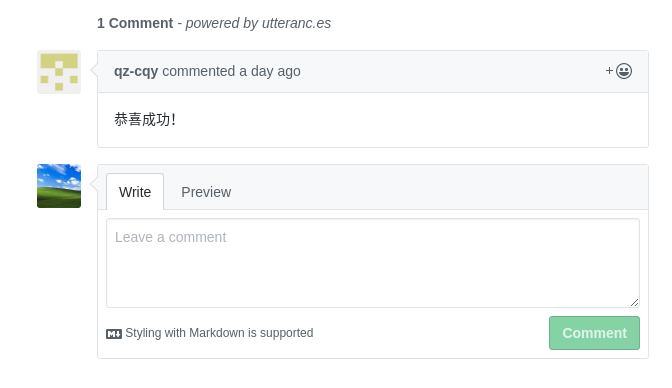 1 Comment - powered by utteranc.es
qz-cqy commented a day ago
+
恭喜成功！
Write Preview
Leave a comment
Styling with Markdown is supported
Comment